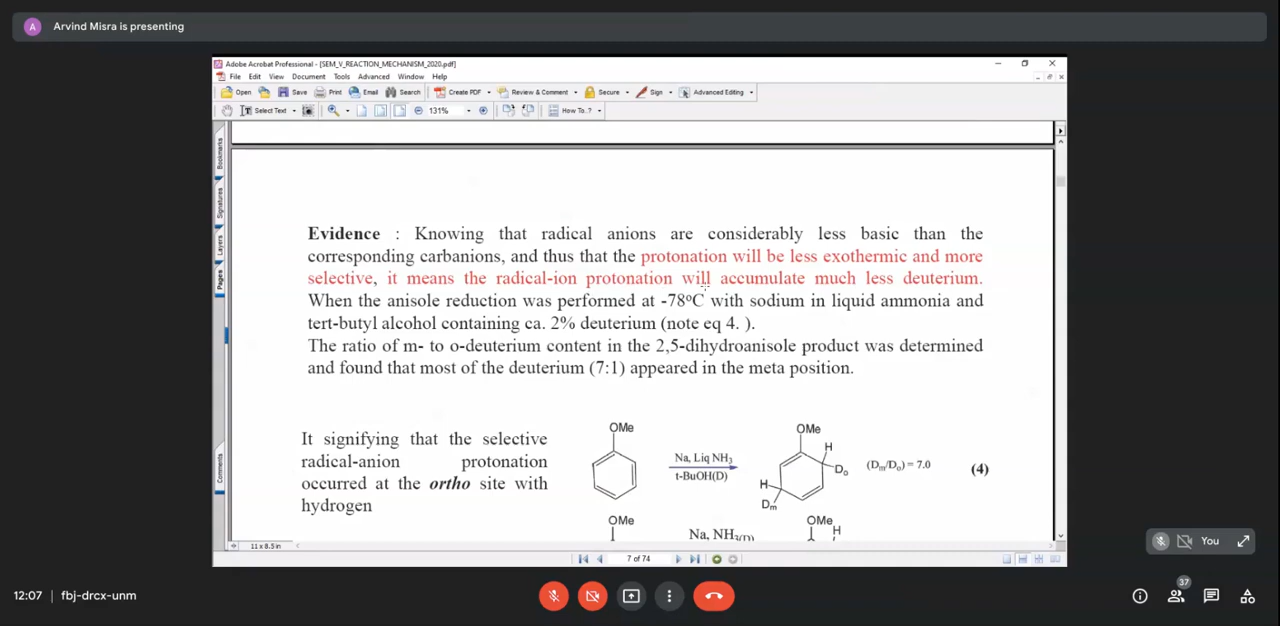 A Arvind Misra is presenting
Adobe Acrobat Professional - [SEM_V_REACTION_MECHANISM_2020.pdf]
File Edit View Document Tools Advanced Window Help
Open Save Print Email Search Create PDF Review & Comment Secure Sign Advanced Editing
Select Text 131% How To..?
Bookmarks
Signatures
Layers
Pages
Comments
Evidence : Knowing that radical anions are considerably less basic than the
corresponding carbanions, and thus that the protonation will be less exothermic and more
selective, it means the radical-ion protonation will accumulate much less deuterium.
When the anisole reduction was performed at -78ºC with sodium in liquid ammonia and
tert-butyl alcohol containing ca. 2% deuterium (note eq 4. ).
The ratio of m- to o-deuterium content in the 2,5-dihydroanisole product was determined
and found that most of the deuterium (7:1) appeared in the meta position.
It signifying that the selective
radical-anion protonation
occurred at the ortho site with
hydrogen
OMe
Na, Liq NH3
t-BuOH(D)
OMe
H
Do
H
Dm
(Dm/Do) = 7.0
(4)
OMe
Na, NH3/(D)
OMe
H
11 x 8.5 in
7 of 74
You
12:07 | fbj-drcx-unm
37